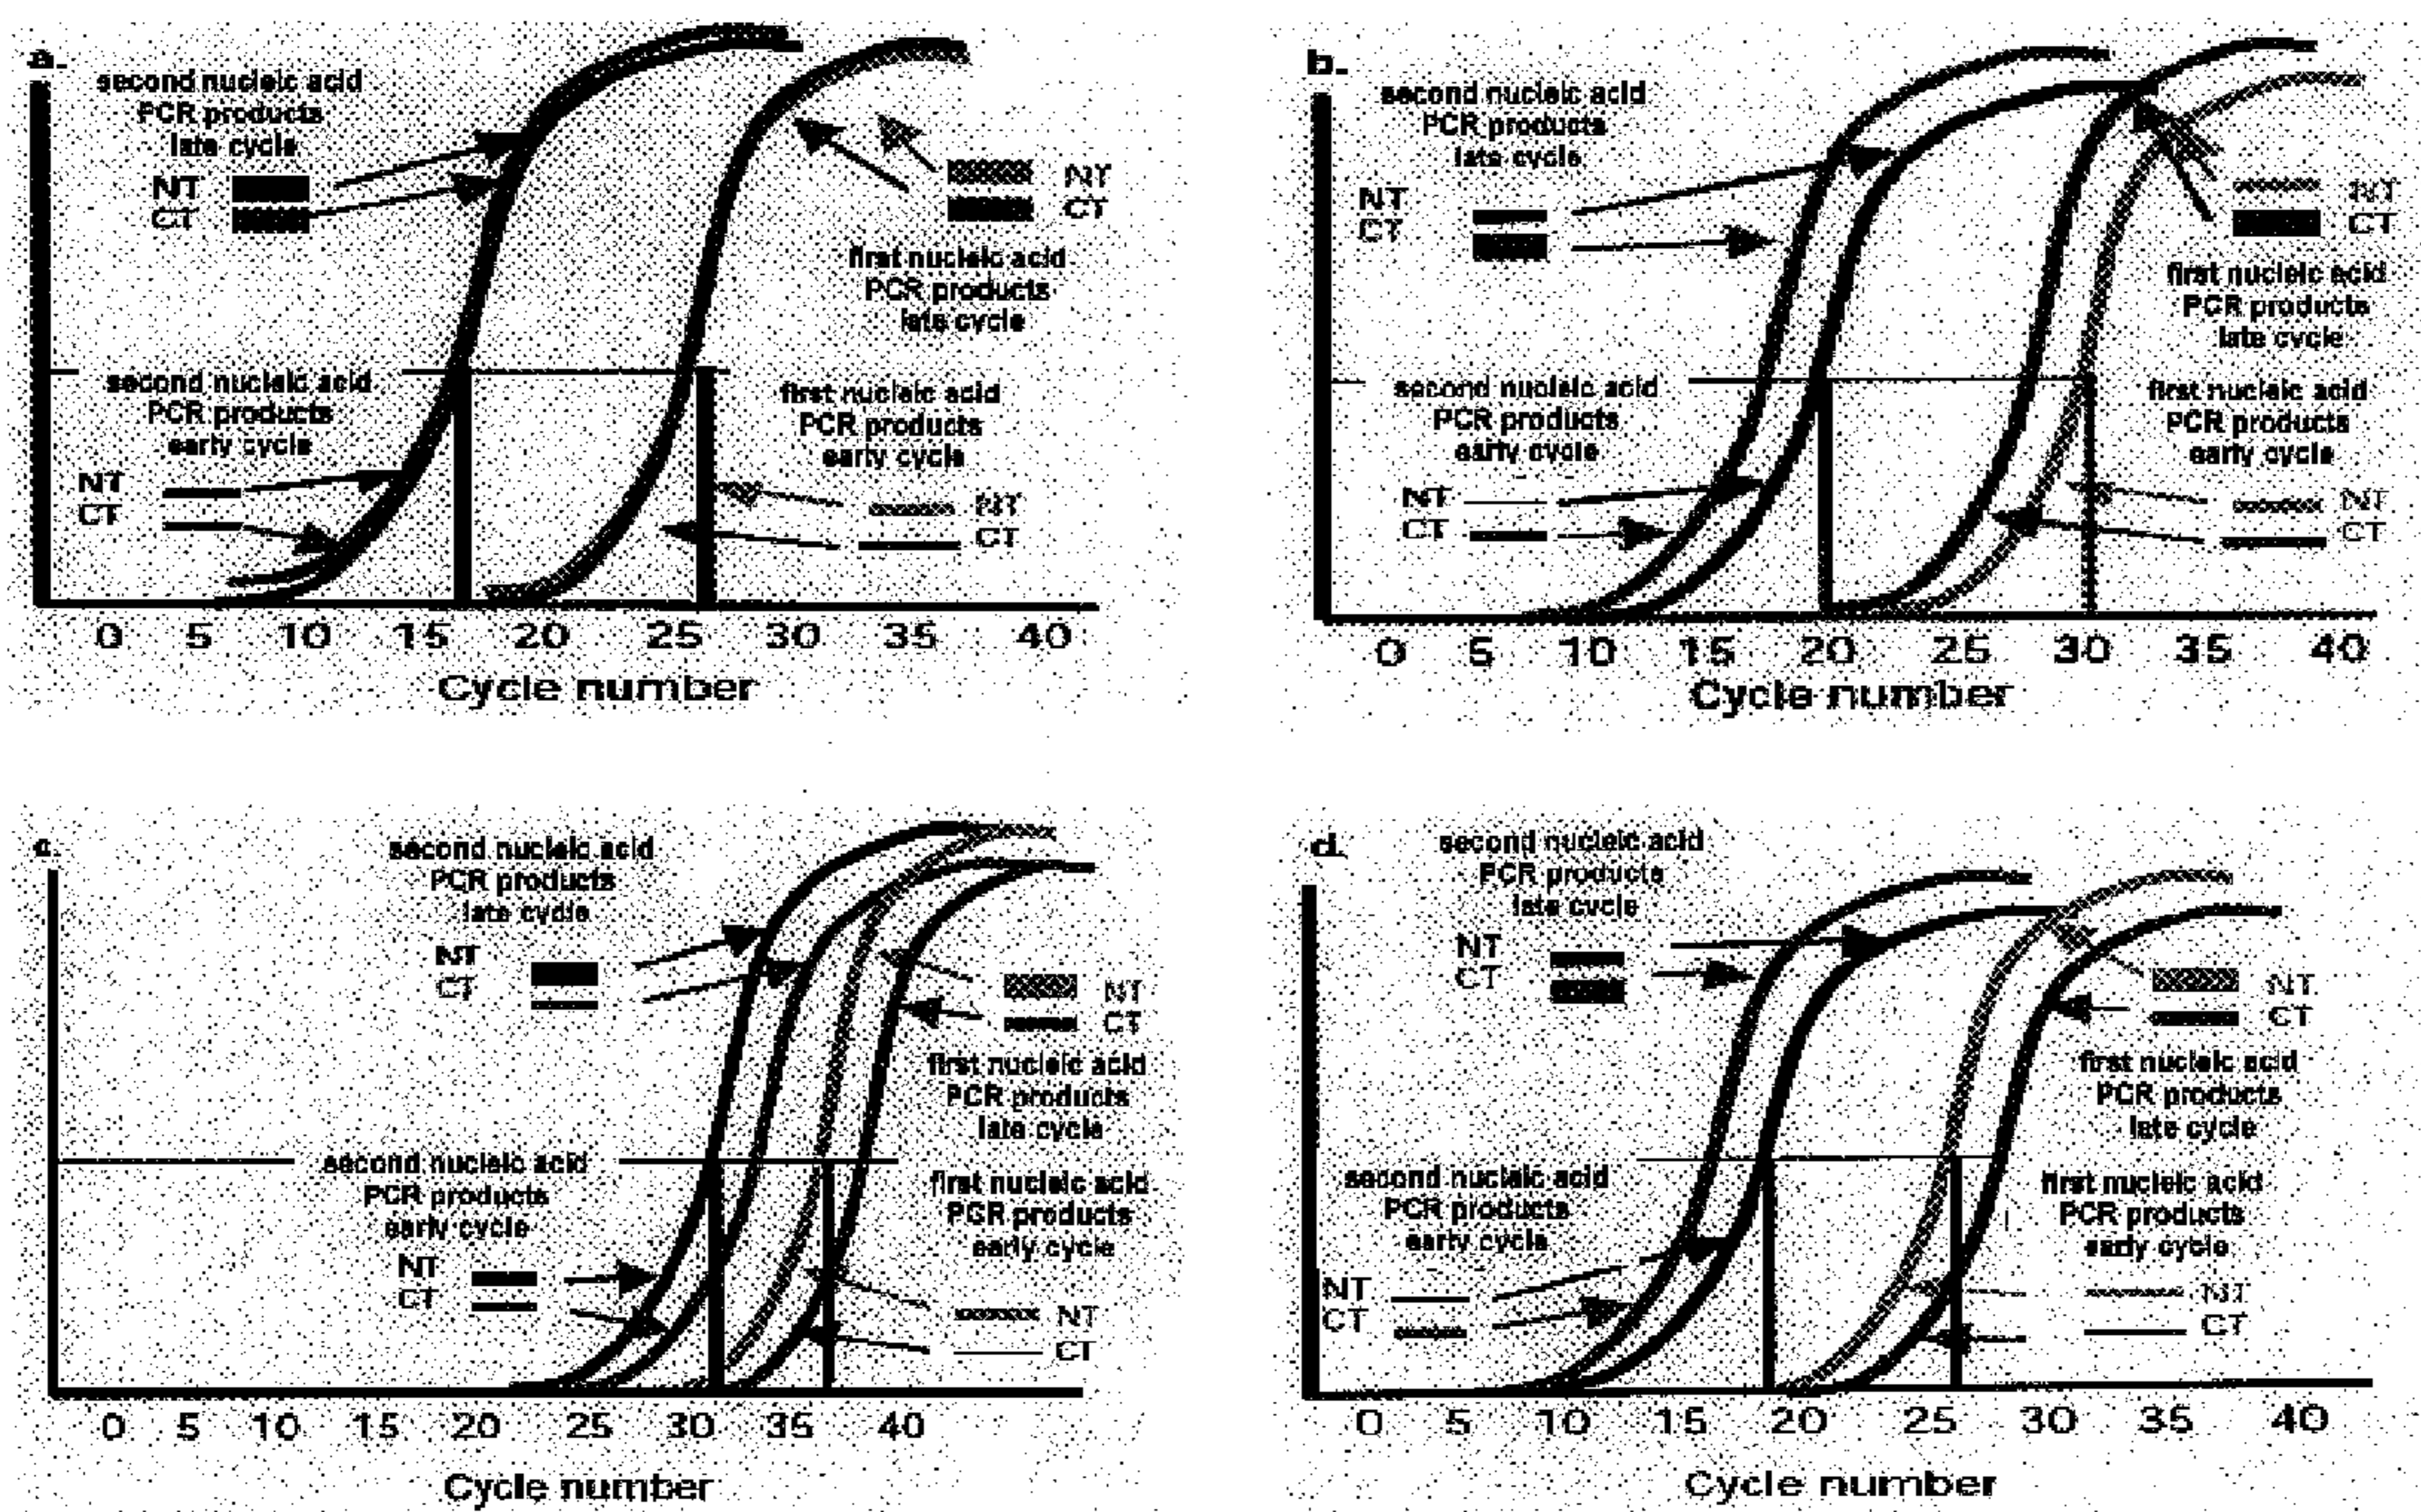 a.
second nucleic acid
PCR products
late cycle
NT
CT
NT
CT
first nucleic acid
PCR products
late cycle
second nucleic acid
PCR products
early cycle
NT
CT
first nucleic acid
PCR products
early cycle
NT
CT
0 5 10 15 20 25 30 35 40
Cycle number
b.
second nucleic acid
PCR products
late cycle
NT
CT
NT
CT
first nucleic acid
PCR products
late cycle
second nucleic acid
PCR products
early cycle
NT
CT
first nucleic acid
PCR products
early cycle
NT
CT
0 5 10 15 20 25 30 35 40
Cycle number
c.
second nucleic acid
PCR products
late cycle
NT
CT
NT
CT
first nucleic acid
PCR products
late cycle
second nucleic acid
PCR products
early cycle
NT
CT
first nucleic acid
PCR products
early cycle
NT
CT
0 5 10 15 20 25 30 35 40
Cycle number
d.
second nucleic acid
PCR products
late cycle
NT
CT
NT
CT
first nucleic acid
PCR products
late cycle
second nucleic acid
PCR products
early cycle
NT
CT
first nucleic acid
PCR products
early cycle
NT
CT
0 5 10 15 20 25 30 35 40
Cycle number